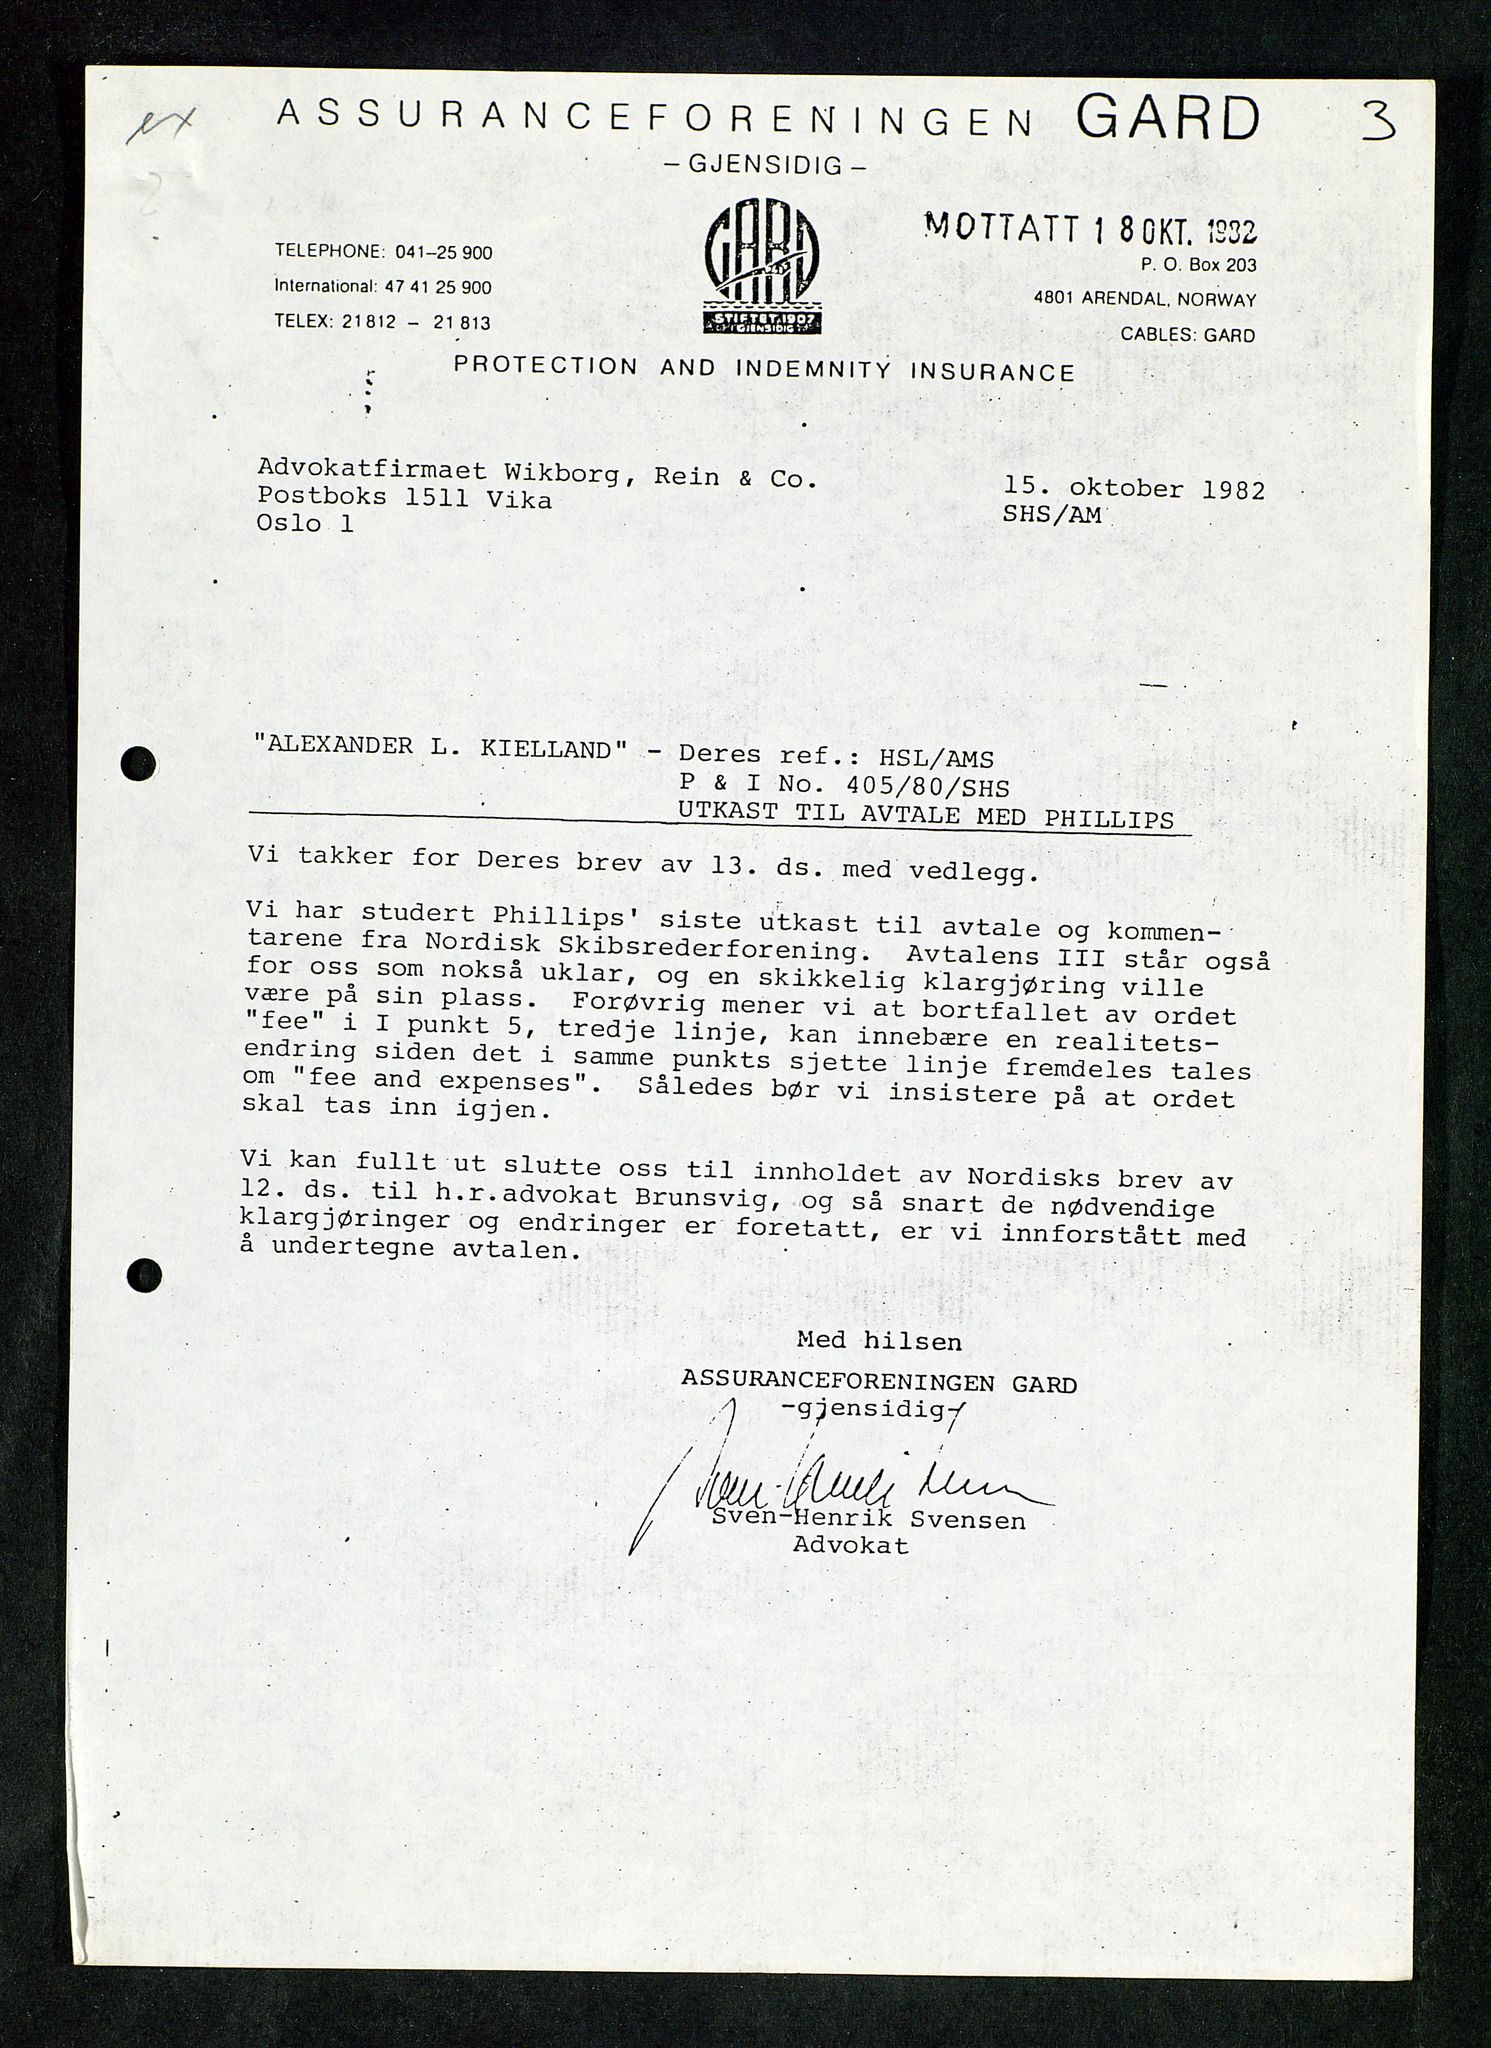 ex
ASSURANCEFORENINGEN GARD
3
– GJENSIDIG –
GARD
STIFTET 1907
GJENSIDIG
MOTTATT 18 OKT. 1982
TELEPHONE: 041–25 900
International: 47 41 25 900
TELEX: 21 812 – 21 813
P. O. Box 203
4801 ARENDAL, NORWAY
CABLES: GARD
PROTECTION AND INDEMNITY INSURANCE
Advokatfirmaet Wikborg, Rein & Co.
Postboks 1511 Vika
Oslo 1
15. oktober 1982
SHS/AM
"ALEXANDER L. KIELLAND" - Deres ref.: HSL/AMS
P & I No. 405/80/SHS
UTKAST TIL AVTALE MED PHILLIPS
Vi takker for Deres brev av 13. ds. med vedlegg.
Vi har studert Phillips' siste utkast til avtale og kommen-
tarene fra Nordisk Skibsrederforening. Avtalens III står også
for oss som nokså uklar, og en skikkelig klargjøring ville
være på sin plass. Forøvrig mener vi at bortfallet av ordet
"fee" i I punkt 5, tredje linje, kan innebære en realitets-
endring siden det i samme punkts sjette linje fremdeles tales
om "fee and expenses". Således bør vi insistere på at ordet
skal tas inn igjen.
Vi kan fullt ut slutte oss til innholdet av Nordisks brev av
12. ds. til h.r.advokat Brunsvig, og så snart de nødvendige
klargjøringer og endringer er foretatt, er vi innforstått med
å undertegne avtalen.
Med hilsen
ASSURANCEFORENINGEN GARD
-gjensidig-
Sven-Henrik Svensen
Advokat